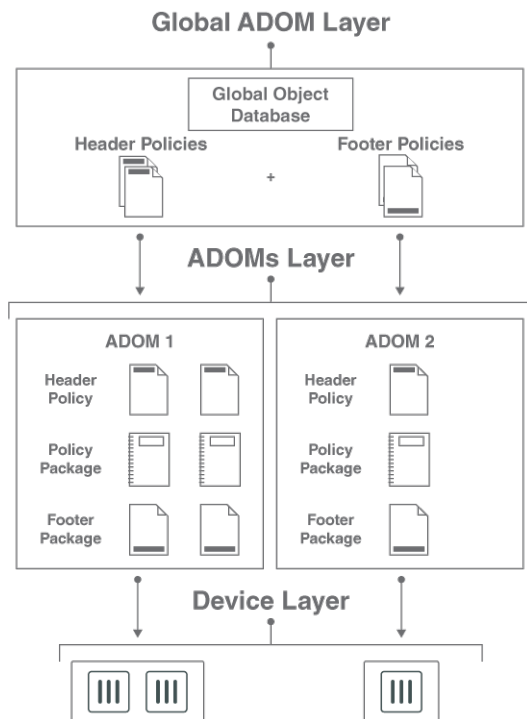 Global ADOM Layer
Global Object
Database
Header Policies
Footer Policies
+
ADOMs Layer
ADOM 1
Header
Policy
Policy
Package
Footer
Package
ADOM 2
Header
Policy
Policy
Package
Footer
Package
Device Layer